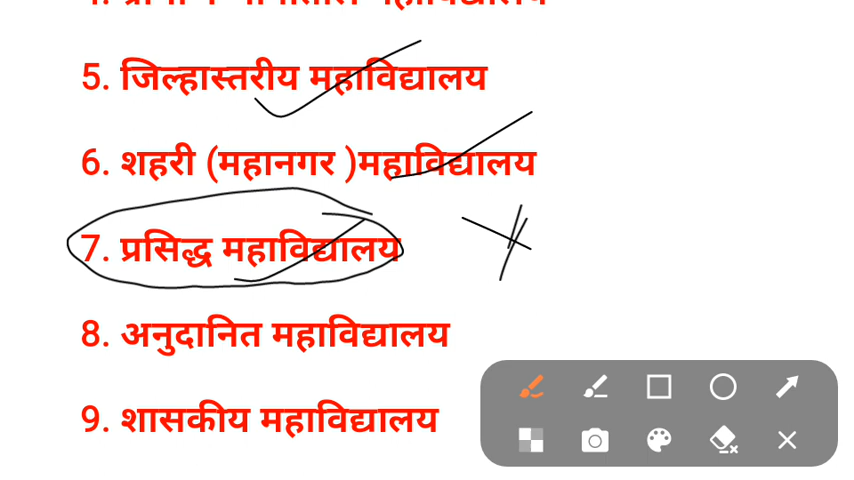 5. जिल्हास्तरीय महाविद्यालय
6. शहरी (महानगर )महाविद्यालय
7. प्रसिद्ध महाविद्यालय
8. अनुदानित महाविद्यालय
9. शासकीय महाविद्यालय